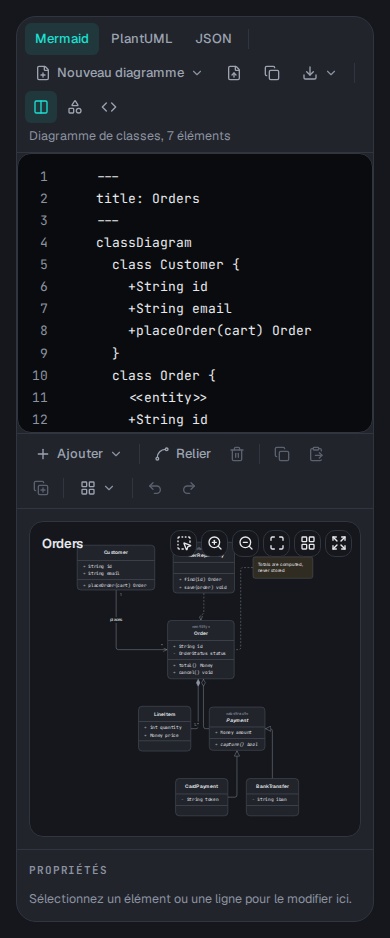 Mermaid PlantUML JSON
Nouveau diagramme
Diagramme de classes, 7 éléments
1 ---
2 title: Orders
3 ---
4 classDiagram
5 class Customer {
6 +String id
7 +String email
8 +placeOrder(cart) Order
9 }
10 class Order {
11 <<entity>>
12 +String id
Ajouter Relier
Orders
Customer
+ String id
+ String email
+ placeOrder(cart) Order
+ find(id) Order
+ save(order) void
Totals are computed,
never stored
Order
+ String id
- OrderStatus status
+ total() Money
+ cancel() void
LineItem
+ Int quantity
+ Money price
Payment
+ Money amount
+ capture() bool
CardPayment
- String token
BankTransfer
- String iban
PROPRIÉTÉS
Sélectionnez un élément ou une ligne pour le modifier ici.